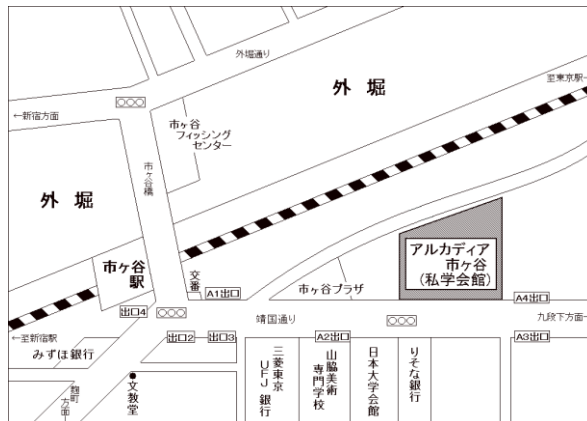 外堀通り
至東京駅→
外 堀
←新宿方面
○○○
市ヶ谷
フィッシング
センター
市ヶ谷橋
外 堀
市ヶ谷
駅
交番
アルカディア
市ヶ谷
(私学会館)
A1出口
市ヶ谷プラザ
A4出口
出口4
○○○
靖国通り
○○○
九段下方面→
←至新宿駅
出口2
出口3
A2出口
A3出口
みずほ銀行
麹町
方面
●文教堂
三菱東京
UFJ銀行
山脇美術
専門学校
日本大学会館
りそな銀行